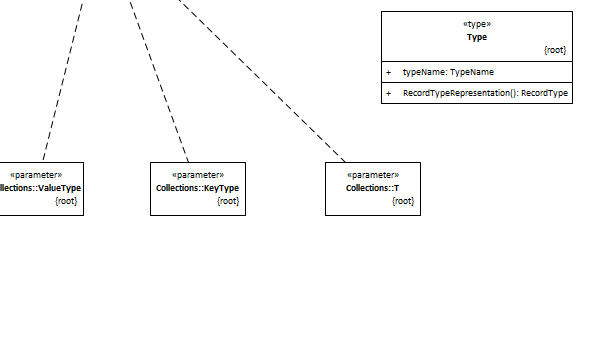 «type»
Type
{root}
+ typeName: TypeName
+ RecordTypeRepresentation(): RecordType
«parameter»
llections::ValueType
{root}
«parameter»
Collections::KeyType
{root}
«parameter»
Collections::T
{root}